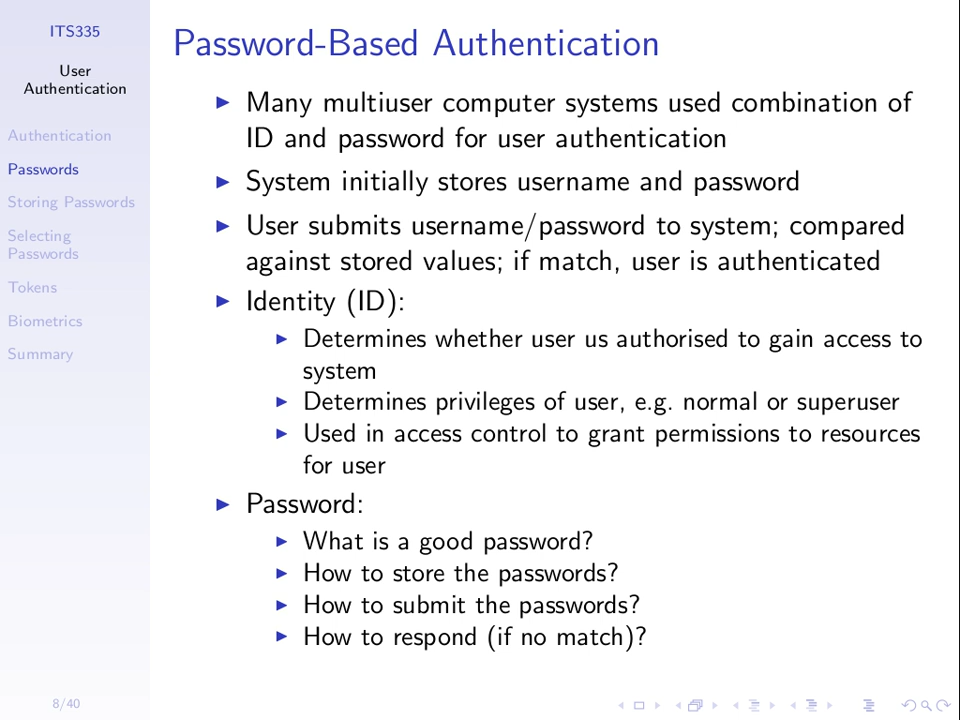 ITS335
User
Authentication
Authentication
Passwords
Storing Passwords
Selecting
Passwords
Tokens
Biometrics
Summary
8/40
Password-Based Authentication
Many multiuser computer systems used combination of
ID and password for user authentication
System initially stores username and password
User submits username/password to system; compared
against stored values; if match, user is authenticated
Identity (ID):
Determines whether user us authorised to gain access to
system
Determines privileges of user, e.g. normal or superuser
Used in access control to grant permissions to resources
for user
Password:
What is a good password?
How to store the passwords?
How to submit the passwords?
How to respond (if no match)?